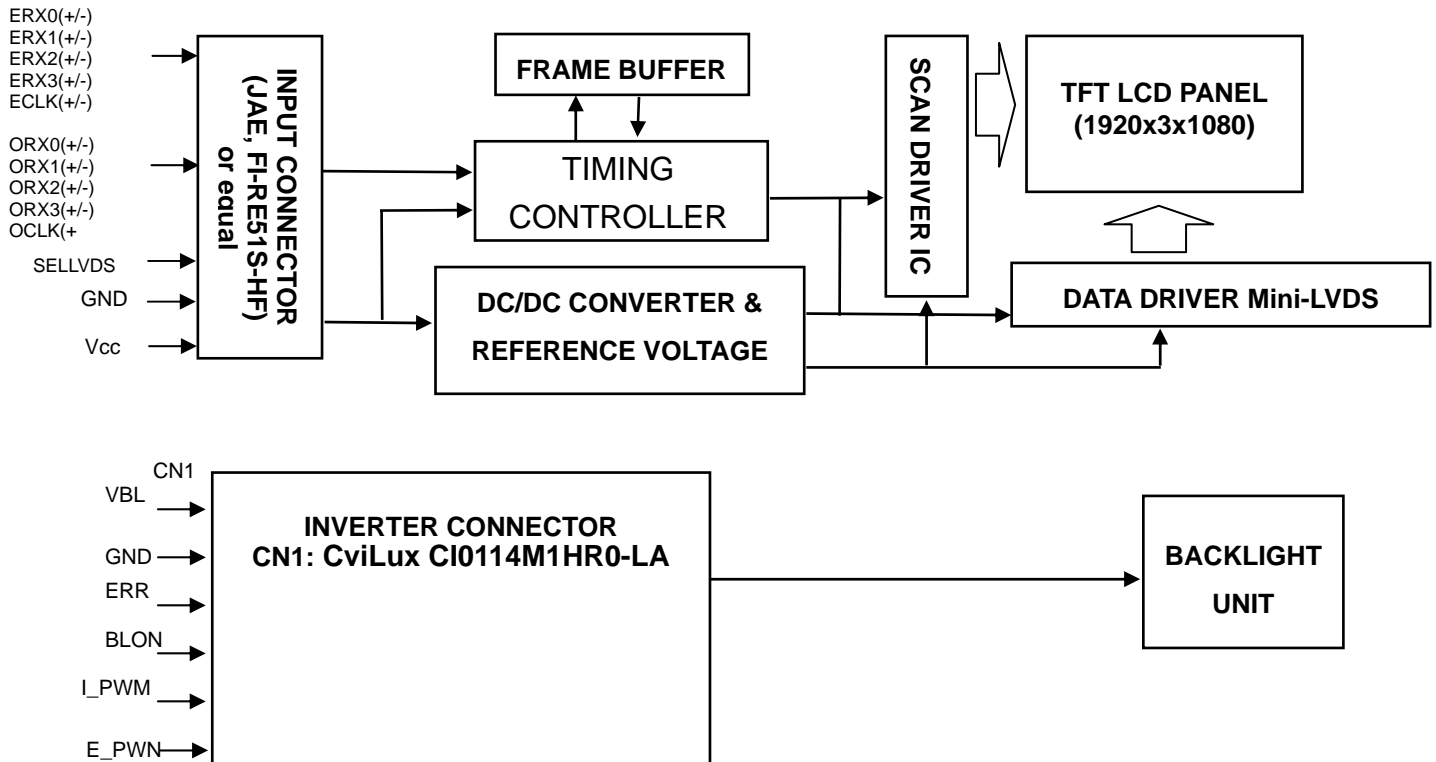 ERX0(+/-)
ERX1(+/-)
ERX2(+/-)
ERX3(+/-)
ECLK(+/-)
ORX0(+/-)
ORX1(+/-)
ORX2(+/-)
ORX3(+/-)
OCLK(+
SELLVDS
GND
Vcc
INPUT CONNECTOR
(JAE, FI-RE51S-HF)
or equal
FRAME BUFFER
TIMING
CONTROLLER
DC/DC CONVERTER &
REFERENCE VOLTAGE
SCAN DRIVER IC
TFT LCD PANEL
(1920x3x1080)
DATA DRIVER Mini-LVDS
CN1
VBL
GND
ERR
BLON
I_PWM
E_PWN
INVERTER CONNECTOR
CN1: CviLux CI0114M1HR0-LA
BACKLIGHT
UNIT